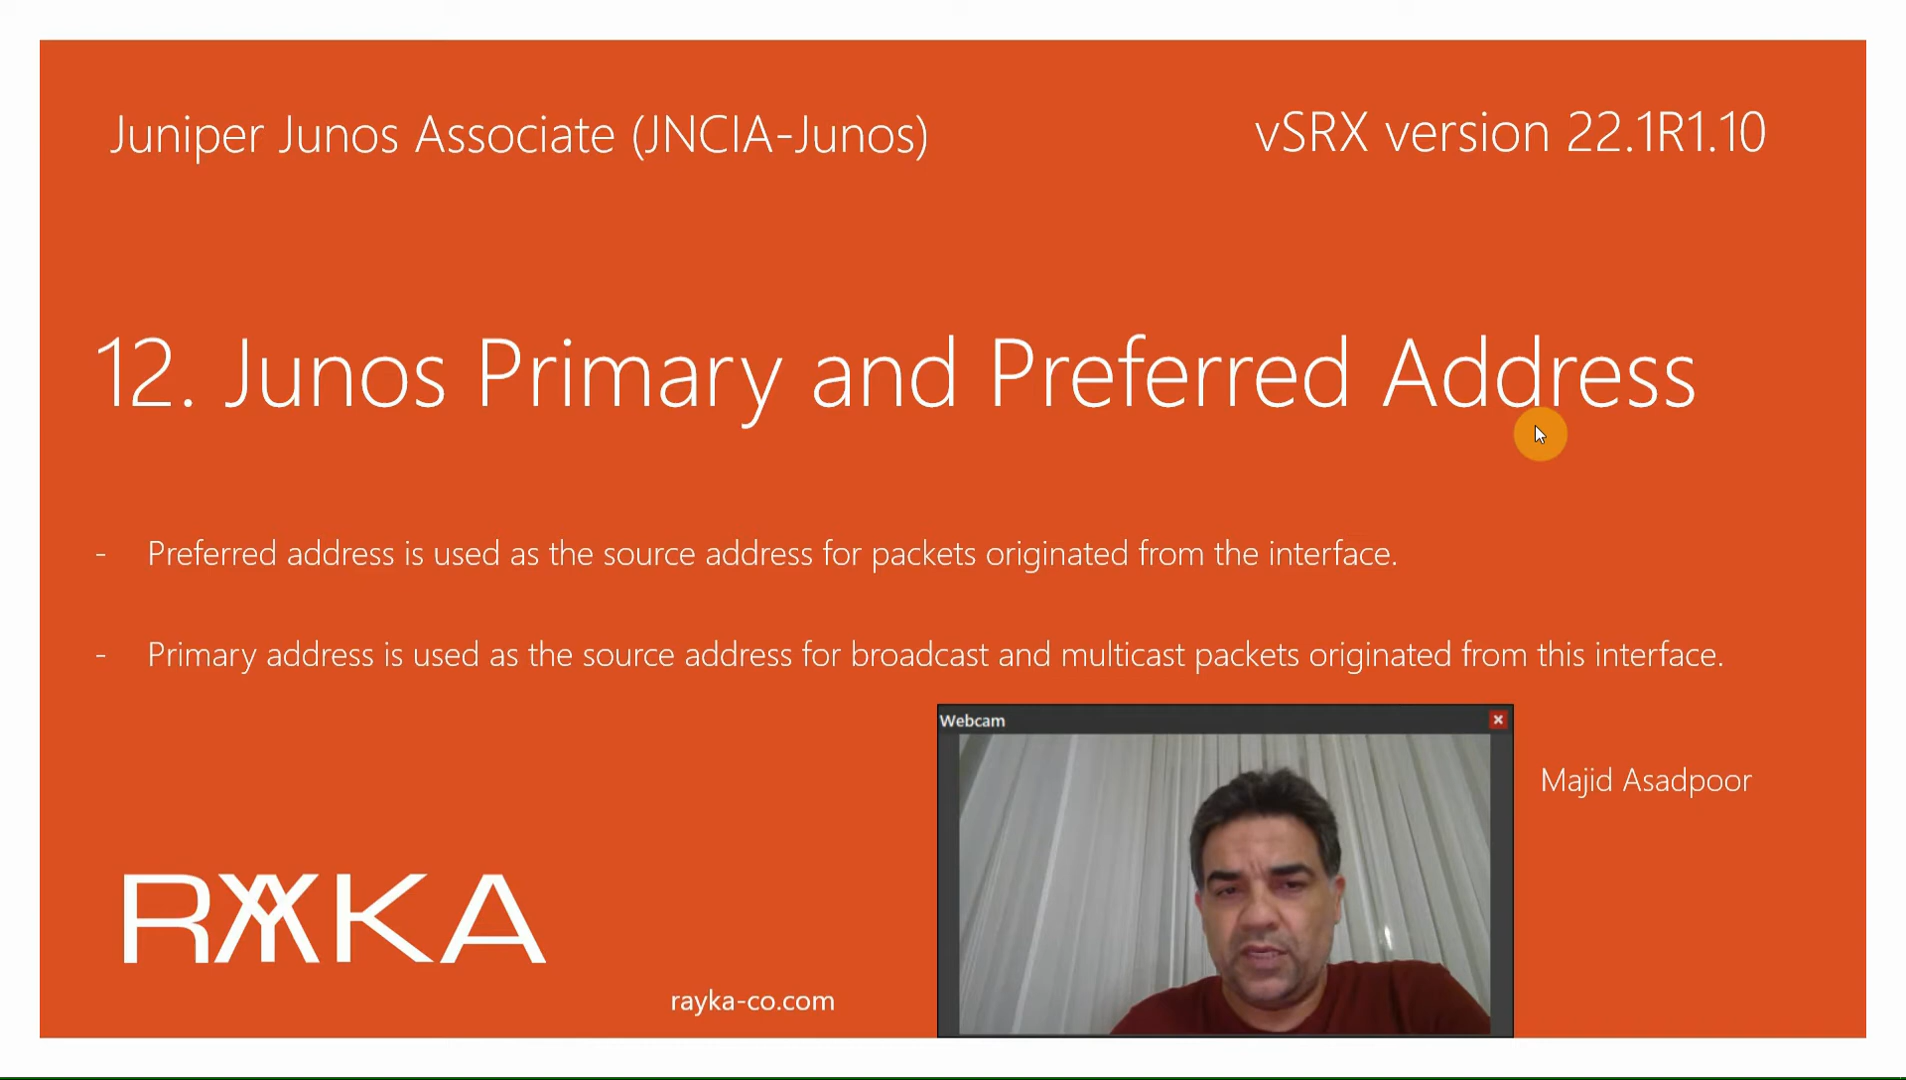 Juniper Junos Associate (JNCIA-Junos)
vSRX version 22.1R1.10
12. Junos Primary and Preferred Address
- Preferred address is used as the source address for packets originated from the interface.
- Primary address is used as the source address for broadcast and multicast packets originated from this interface.
Webcam
Majid Asadpoor
RAYKA
rayka-co.com